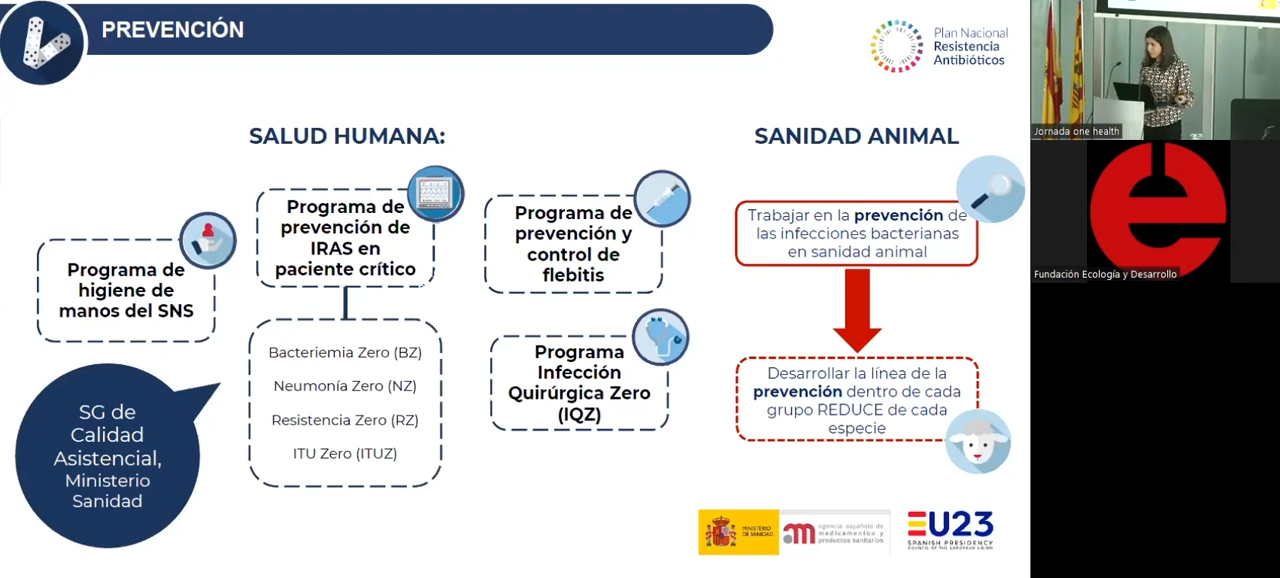 PREVENCIÓN
Plan Nacional
Resistencia
Antibióticos
SALUD HUMANA:
Programa de
higiene de
manos del SNS
Programa de
prevención de
IRAS en
paciente crítico
Bacteriemia Zero (BZ)
Neumonía Zero (NZ)
Resistencia Zero (RZ)
ITU Zero (ITUZ)
Programa de
prevención y
control de
flebitis
Programa
Infección
Quirúrgica Zero
(IQZ)
SG de
Calidad
Asistencial,
Ministerio
Sanidad
SANIDAD ANIMAL
Trabajar en la prevención de
las infecciones bacterianas
en sanidad animal
Desarrollar la línea de la
prevención dentro de cada
grupo REDUCE de cada
especie
MINISTERIO
DE SANIDAD
agencia española de
medicamentos y
productos sanitarios
EU23
SPANISH PRESIDENCY
COUNCIL OF THE EUROPEAN UNION
Jornada one health
Fundación Ecología y Desarrollo